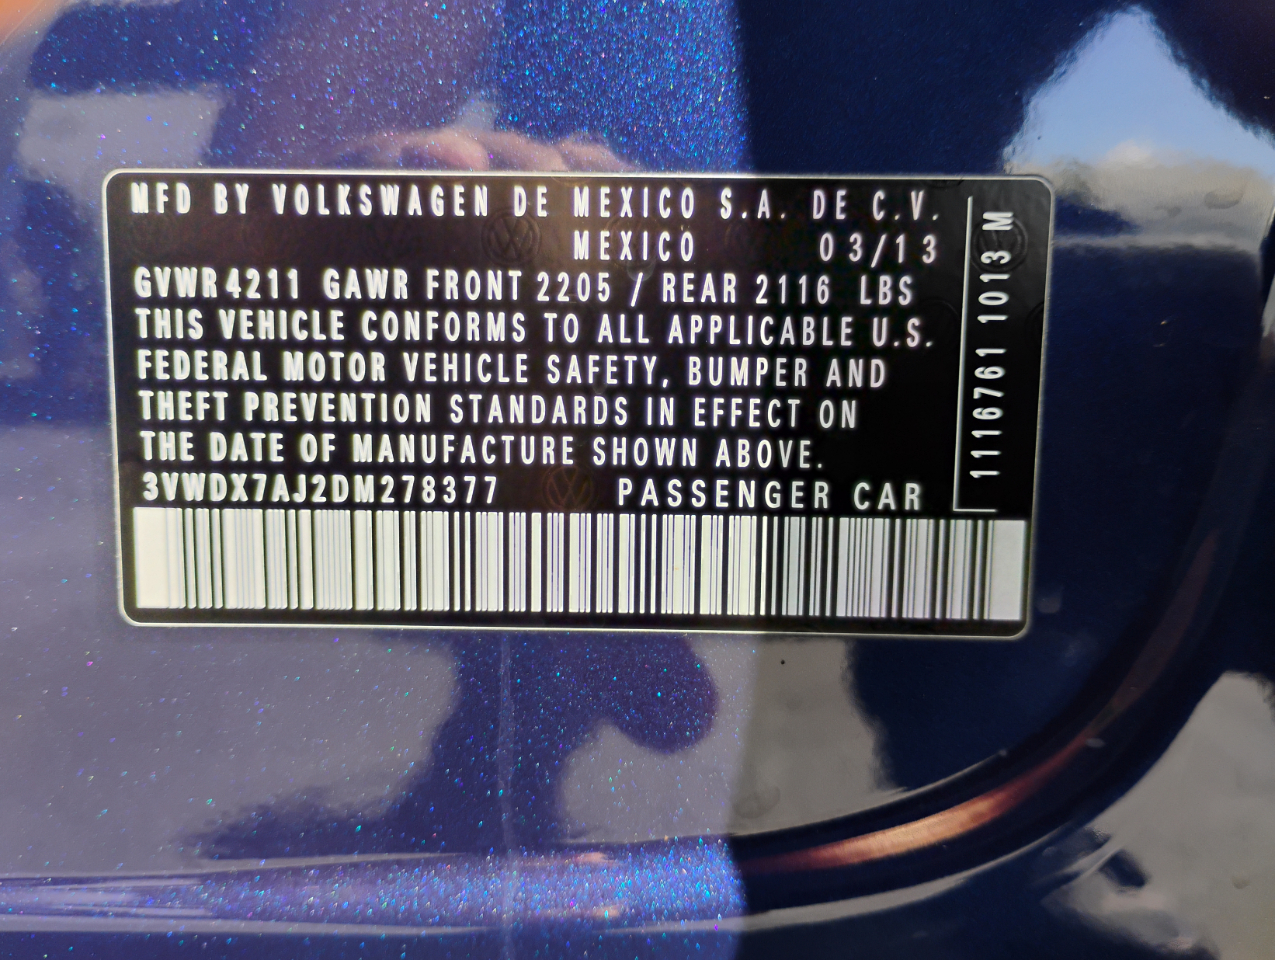 MFD BY VOLKSWAGEN DE MEXICO S.A. DE C.V.
MEXICO 03/13
GVWR 4211 GAWR FRONT 2205 / REAR 2116 LBS
THIS VEHICLE CONFORMS TO ALL APPLICABLE U.S.
FEDERAL MOTOR VEHICLE SAFETY, BUMPER AND
THEFT PREVENTION STANDARDS IN EFFECT ON
THE DATE OF MANUFACTURE SHOWN ABOVE.
3VWDX7AJ2DM278377 PASSENGER CAR
1116761 1013 M